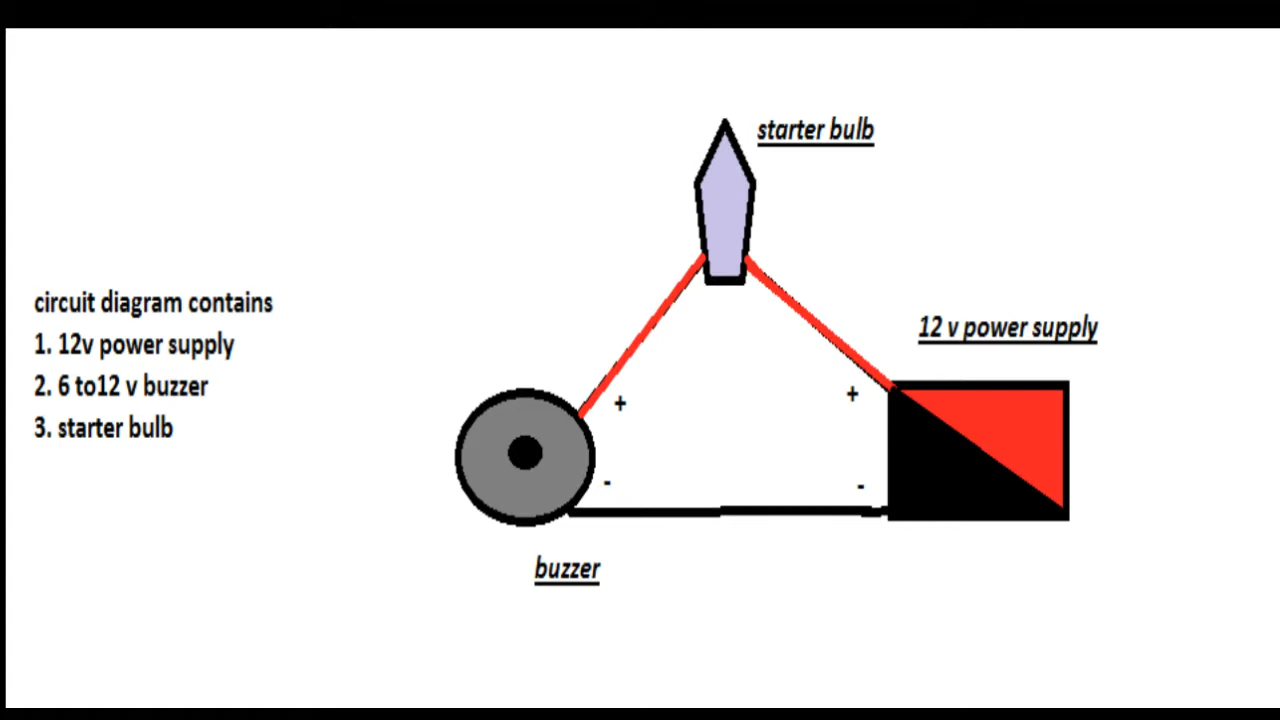 starter bulb
12 v power supply
circuit diagram contains
1. 12v power supply
2. 6 to12 v buzzer
3. starter bulb
+
+
-
-
buzzer